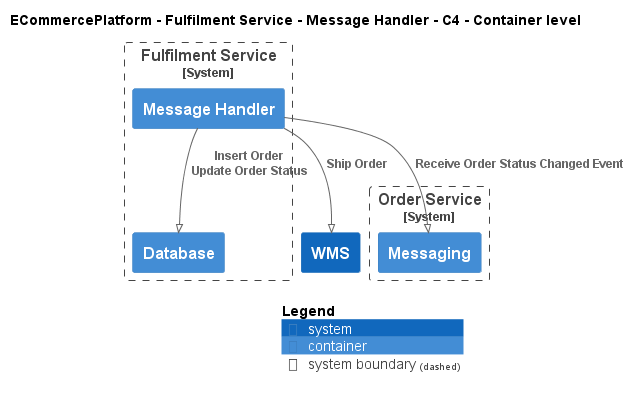 ECommercePlatform - Fulfilment Service - Message Handler - C4 - Container level
Fulfilment Service
[System]
Message Handler
Insert Order
Update Order Status
Ship Order
Receive Order Status Changed Event
Order Service
[System]
Database
WMS
Messaging
Legend
system
container
system boundary (dashed)